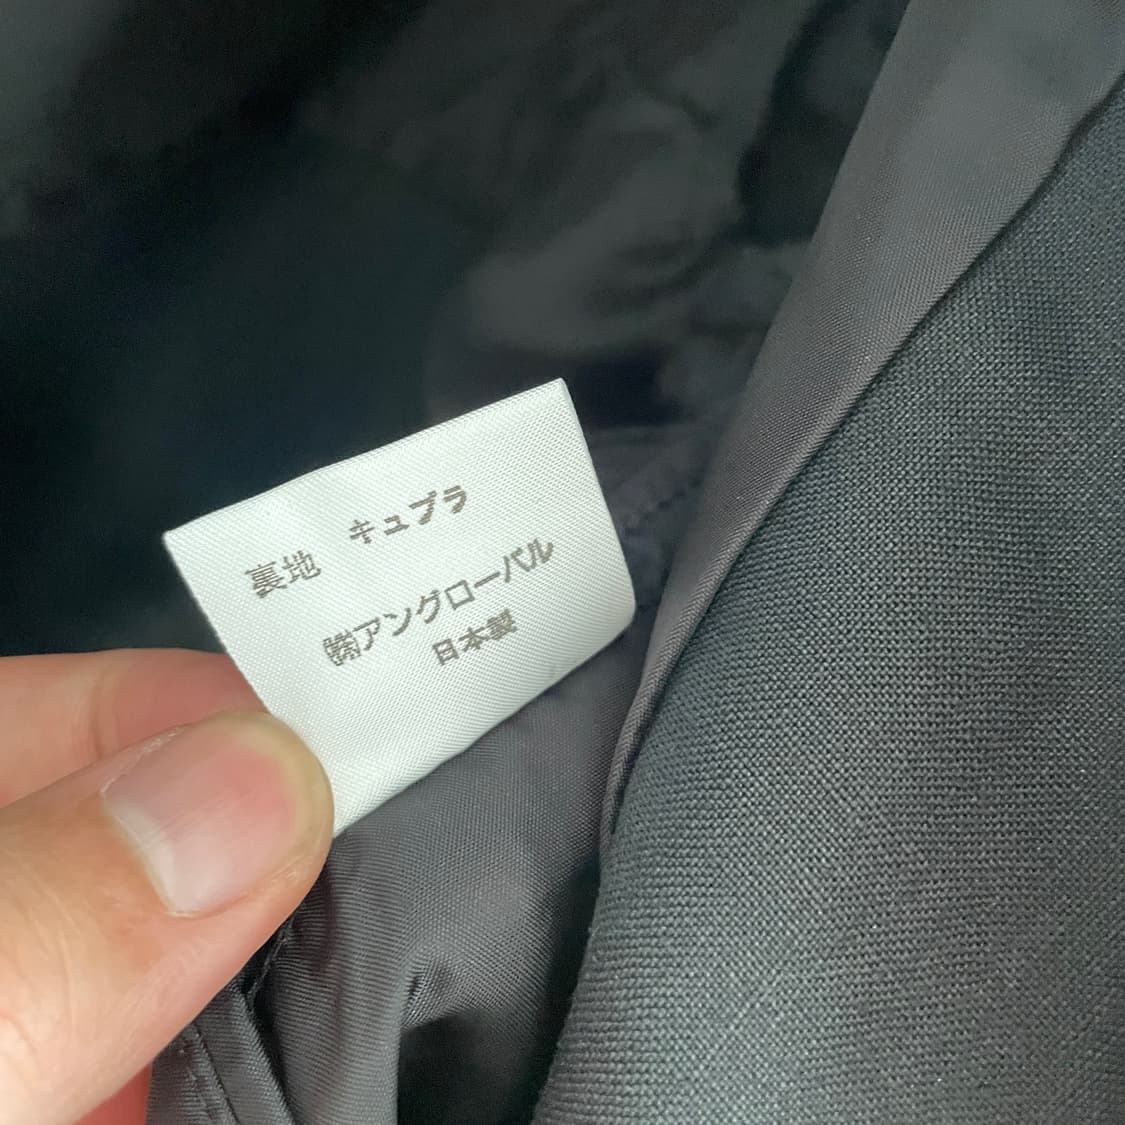 裏地 キュプラ
㈱アングローバル
日本製